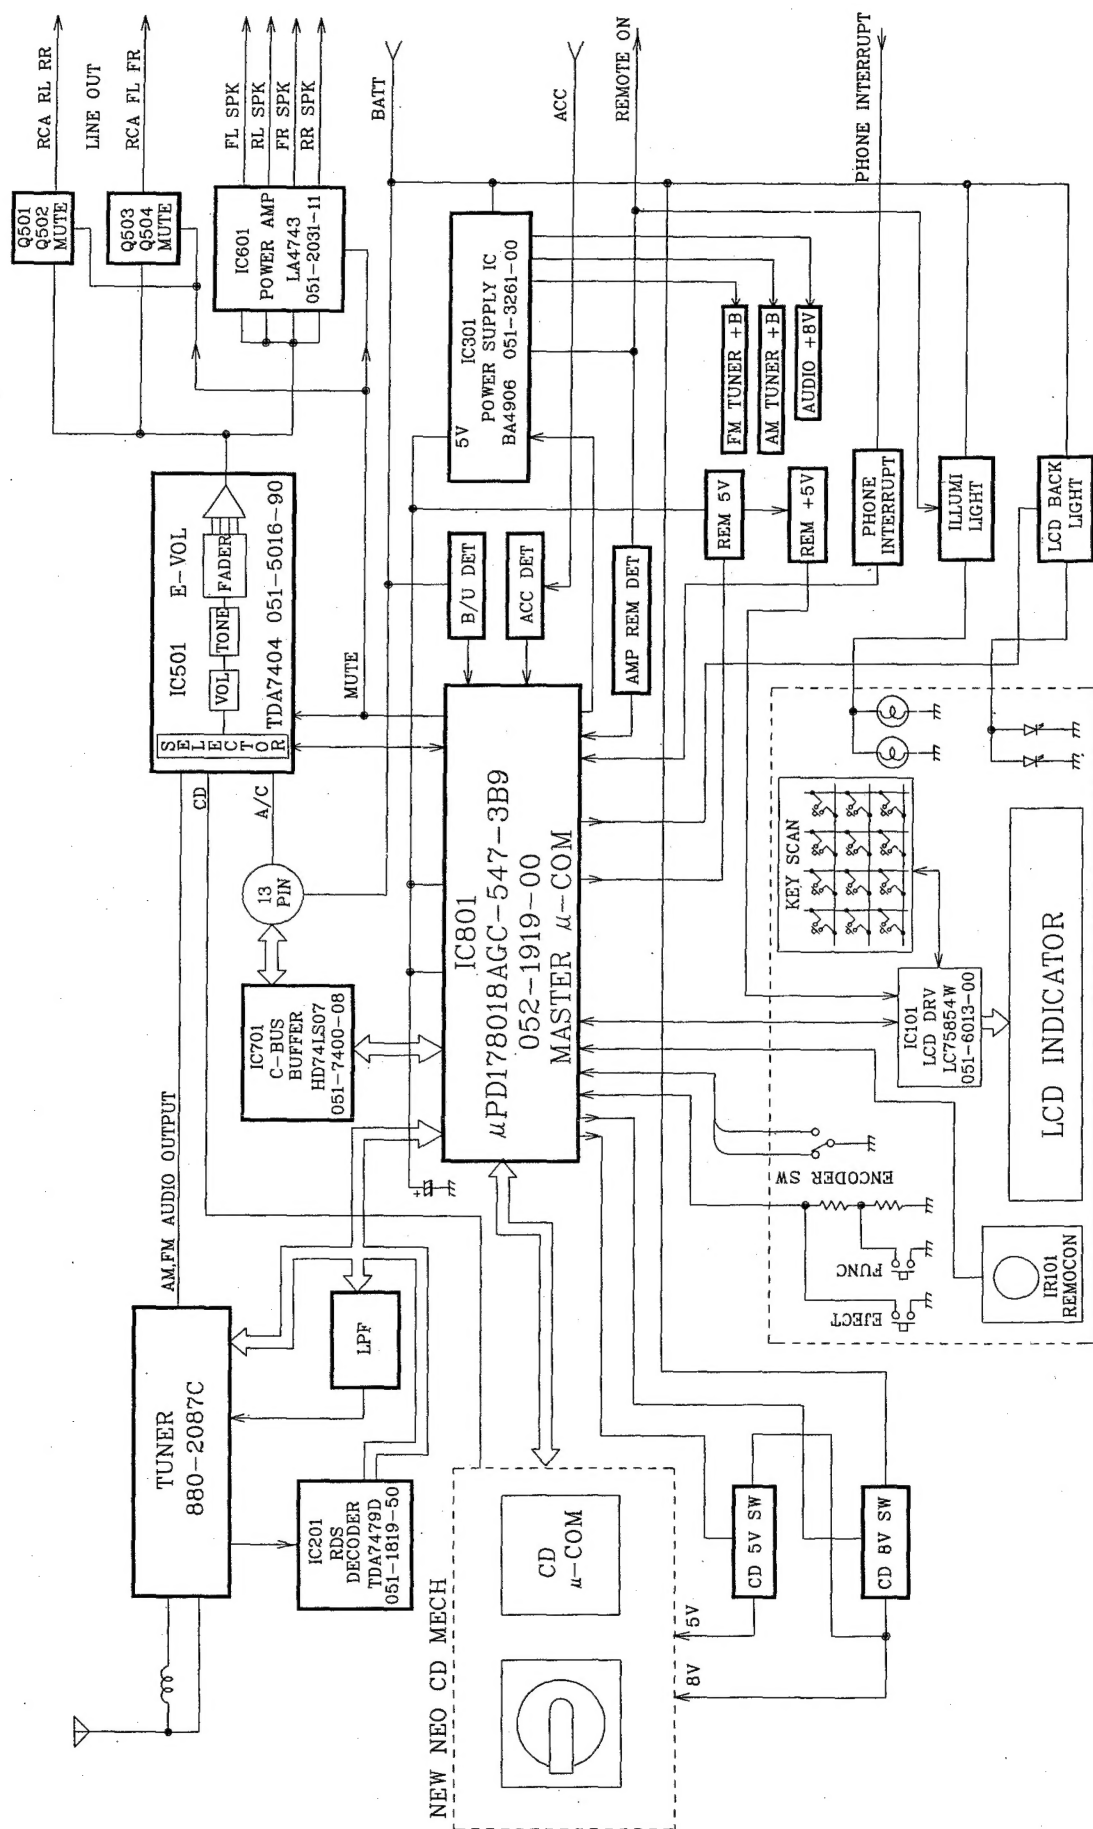 TUNER
880-2087C
AM,FM AUDIO OUTPUT
CD
A/C
SELECTOR
IC501 E-VOL
VOL
TONE
FADER
TDA7404 051-5016-90
MUTE
Q501
Q502
MUTE
RCA RL RR
LINE OUT
Q503
Q504
MUTE
RCA FL FR
IC601
POWER AMP
LA4743
051-2031-11
FL SPK
RL SPK
FR SPK
RR SPK
BATT
ACC
REMOTE ON
PHONE INTERRUPT
IC201
RDS
DECODER
TDA7479D
051-1819-50
LPF
IC701
C-BUS
BUFFER
HD74LS07
051-7400-08
13
PIN
B/U DET
ACC DET
AMP REM DET
5V
IC301
POWER SUPPLY IC
BA4906 051-3261-00
FM TUNER +B
AM TUNER +B
AUDIO +8V
REM 5V
REM +5V
PHONE
INTERRUPT
ILLUMI
LIGHT
LCD BACK
LIGHT
IC801
μPD178018AGC-547-3B9
052-1919-00
MASTER μ-COM
+
NEW NEO CD MECH
CD
μ-COM
5V
8V
CD 5V SW
CD 8V SW
ENCODER SW
FUNC
EJECT
IR101
REMOCON
KEY SCAN
IC101
LCD DRV
LC75854W
051-6013-00
LCD INDICATOR